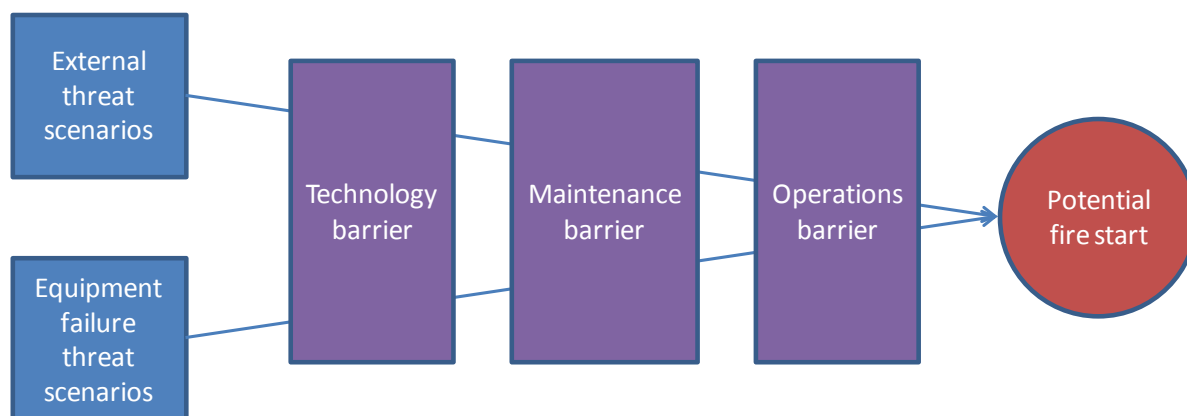 External
threat
scenarios
Equipment
failure
threat
scenarios
Technology
barrier
Maintenance
barrier
Operations
barrier
Potential
fire start